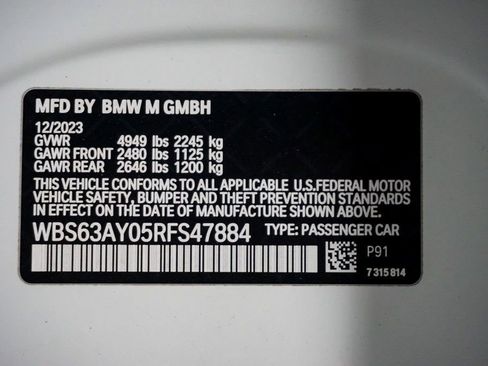 MFD BY BMW M GMBH
12/2023
GVWR 4949 lbs 2245 kg
GAWR FRONT 2480 lbs 1125 kg
GAWR REAR 2646 lbs 1200 kg
THIS VEHICLE CONFORMS TO ALL APPLICABLE U.S.FEDERAL MOTOR
VEHICLE SAFETY, BUMPER AND THEFT PREVENTION STANDARDS
IN EFFECT ON THE DATE OF MANUFACTURE SHOWN ABOVE.
WBS63AY05RFS47884 TYPE: PASSENGER CAR
P91
7 315 814